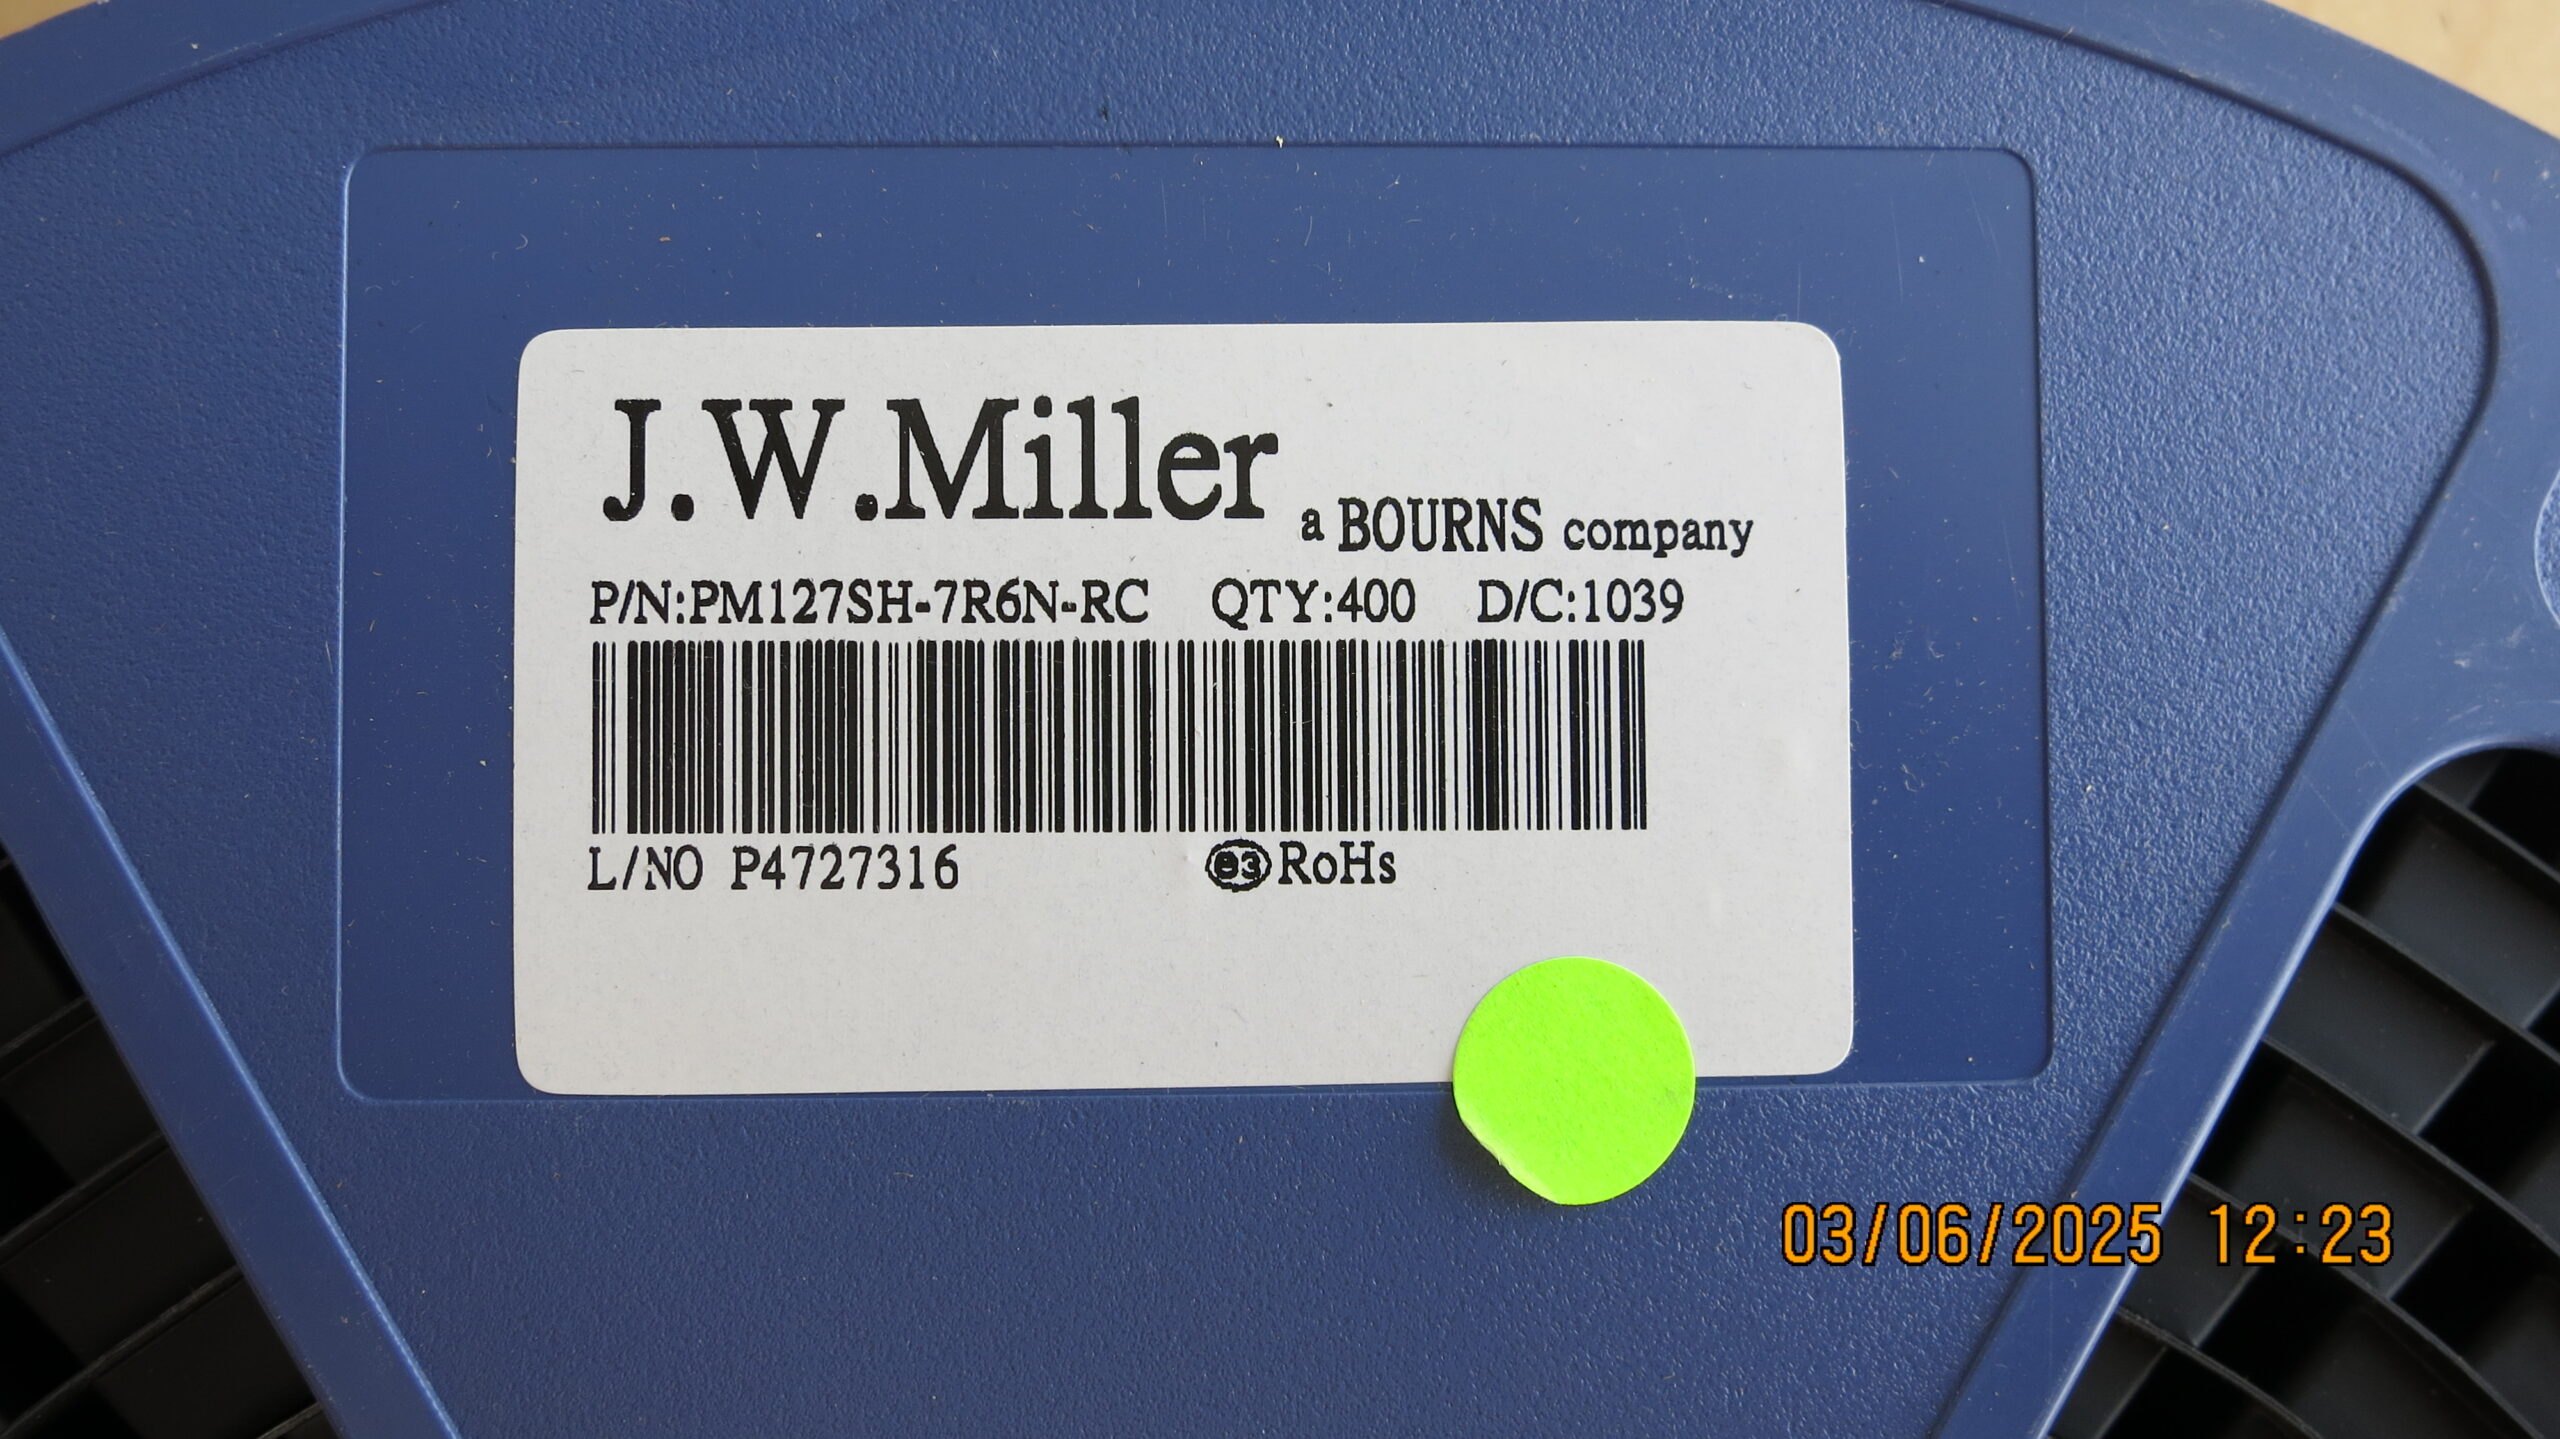 J.W.Miller a BOURNS company
P/N:PM127SH-7R6N-RC QTY:400 D/C:1039
L/NO P4727316 e3 RoHs
03/06/2025 12:23